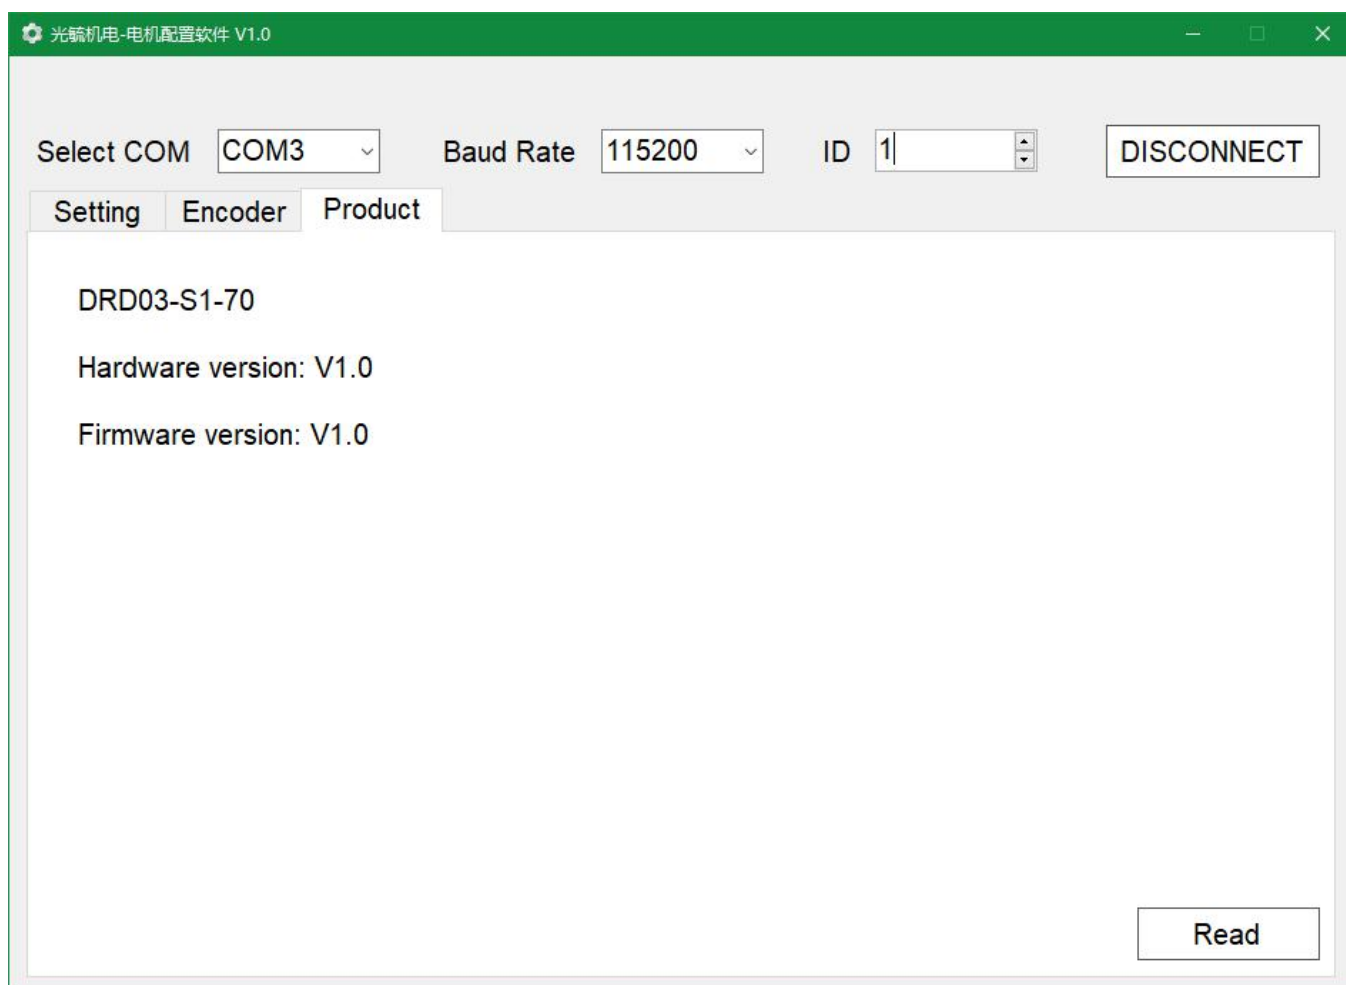 光毓机电-电机配置软件 V1.0
Select COM COM3 Baud Rate 115200 ID 1 DISCONNECT
Setting Encoder Product
DRD03-S1-70
Hardware version: V1.0
Firmware version: V1.0
Read